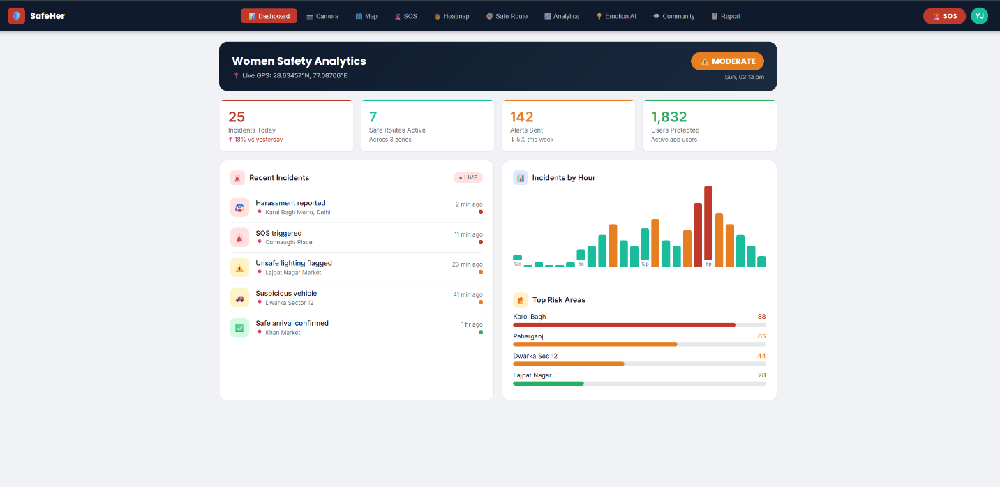 SafeHer
Dashboard
Camera
Map
SOS
Heatmap
Safe Route
Analytics
Emotion AI
Community
Report
SOS
YJ
Women Safety Analytics
Live GPS: 28.63457°N, 77.08706°E
MODERATE
Sun, 02:13 pm
25
Incidents Today
↑ 18% vs yesterday
7
Safe Routes Active
Across 3 zones
142
Alerts Sent
↓ 5% this week
1,832
Users Protected
Active app users
Recent Incidents
• LIVE
Harassment reported
2 min ago
Karol Bagh Metro, Delhi
SOS triggered
11 min ago
Connaught Place
Unsafe lighting flagged
23 min ago
Lajpat Nagar Market
Suspicious vehicle
41 min ago
Dwarka Sector 12
Safe arrival confirmed
1 hr ago
Khan Market
Incidents by Hour
12a
6a
12p
6p
Top Risk Areas
Karol Bagh 88
Paharganj 65
Dwarka Sec 12 44
Lajpat Nagar 28